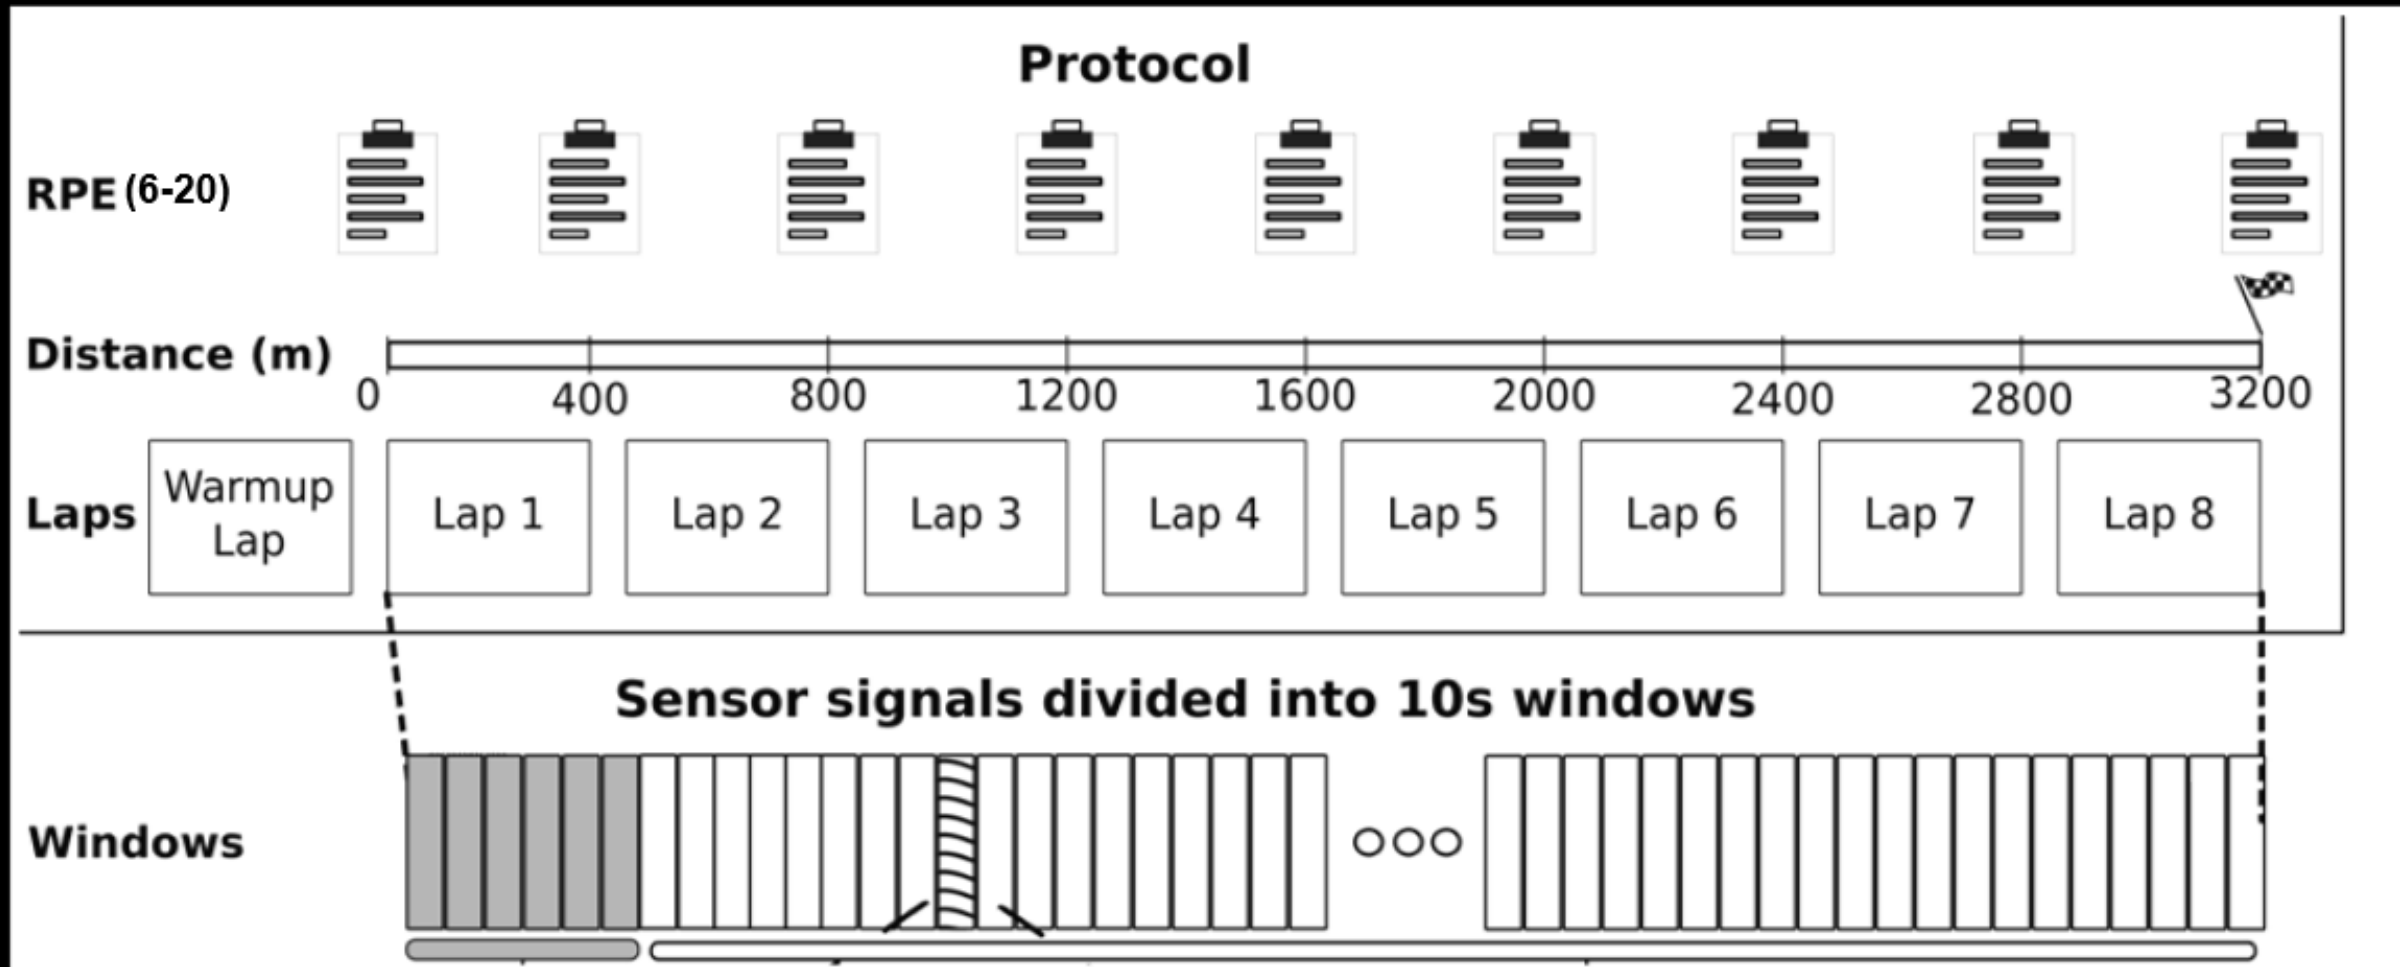 Protocol
RPE (6-20)
Distance (m)
0 400 800 1200 1600 2000 2400 2800 3200
Laps
Warmup
Lap
Lap 1
Lap 2
Lap 3
Lap 4
Lap 5
Lap 6
Lap 7
Lap 8
Sensor signals divided into 10s windows
Windows